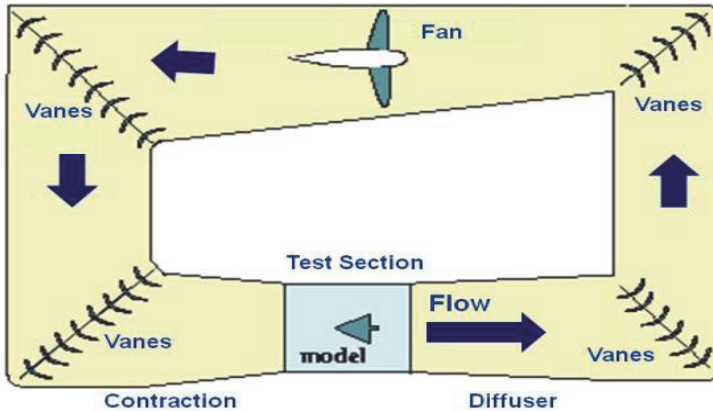 Fan
Vanes
Vanes
Test Section
Flow
model
Vanes
Vanes
Contraction
Diffuser